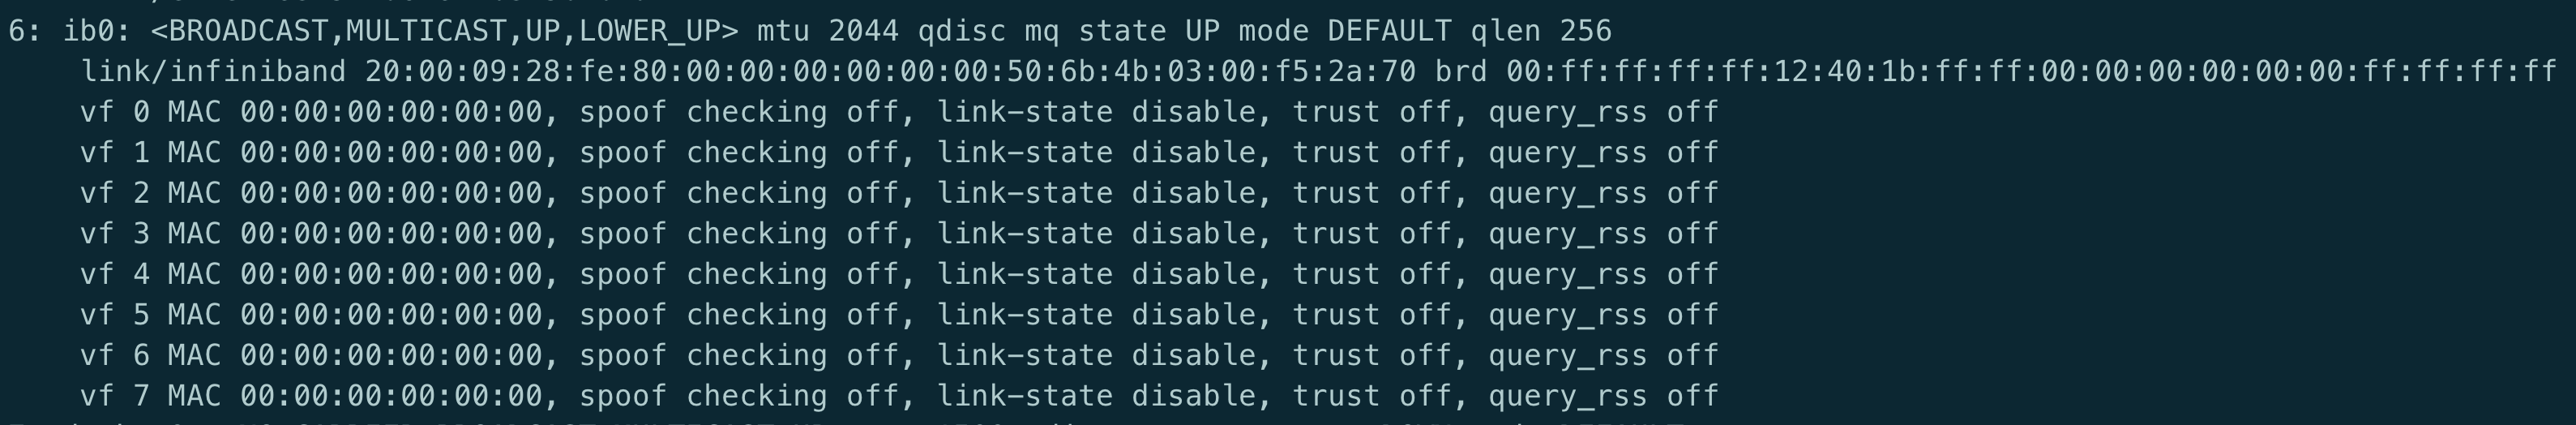 6: ib0: <BROADCAST,MULTICAST,UP,LOWER_UP> mtu 2044 qdisc mq state UP mode DEFAULT qlen 256
link/infiniband 20:00:09:28:fe:80:00:00:00:00:00:00:50:6b:4b:03:00:f5:2a:70 brd 00:ff:ff:ff:ff:12:40:1b:ff:ff:00:00:00:00:00:00:ff:ff:ff:ff
vf 0 MAC 00:00:00:00:00:00, spoof checking off, link-state disable, trust off, query_rss off
vf 1 MAC 00:00:00:00:00:00, spoof checking off, link-state disable, trust off, query_rss off
vf 2 MAC 00:00:00:00:00:00, spoof checking off, link-state disable, trust off, query_rss off
vf 3 MAC 00:00:00:00:00:00, spoof checking off, link-state disable, trust off, query_rss off
vf 4 MAC 00:00:00:00:00:00, spoof checking off, link-state disable, trust off, query_rss off
vf 5 MAC 00:00:00:00:00:00, spoof checking off, link-state disable, trust off, query_rss off
vf 6 MAC 00:00:00:00:00:00, spoof checking off, link-state disable, trust off, query_rss off
vf 7 MAC 00:00:00:00:00:00, spoof checking off, link-state disable, trust off, query_rss off